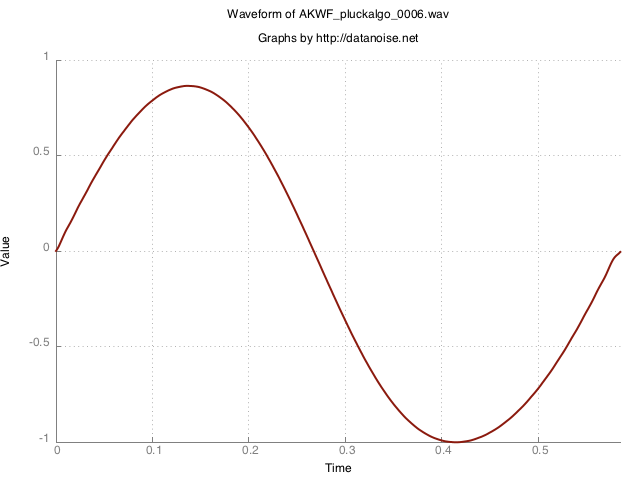 Waveform of AKWF_pluckalgo_0006.wav
Graphs by http://datanoise.net
1
0.5
0
-0.5
-1
Value
0 0.1 0.2 0.3 0.4 0.5
Time